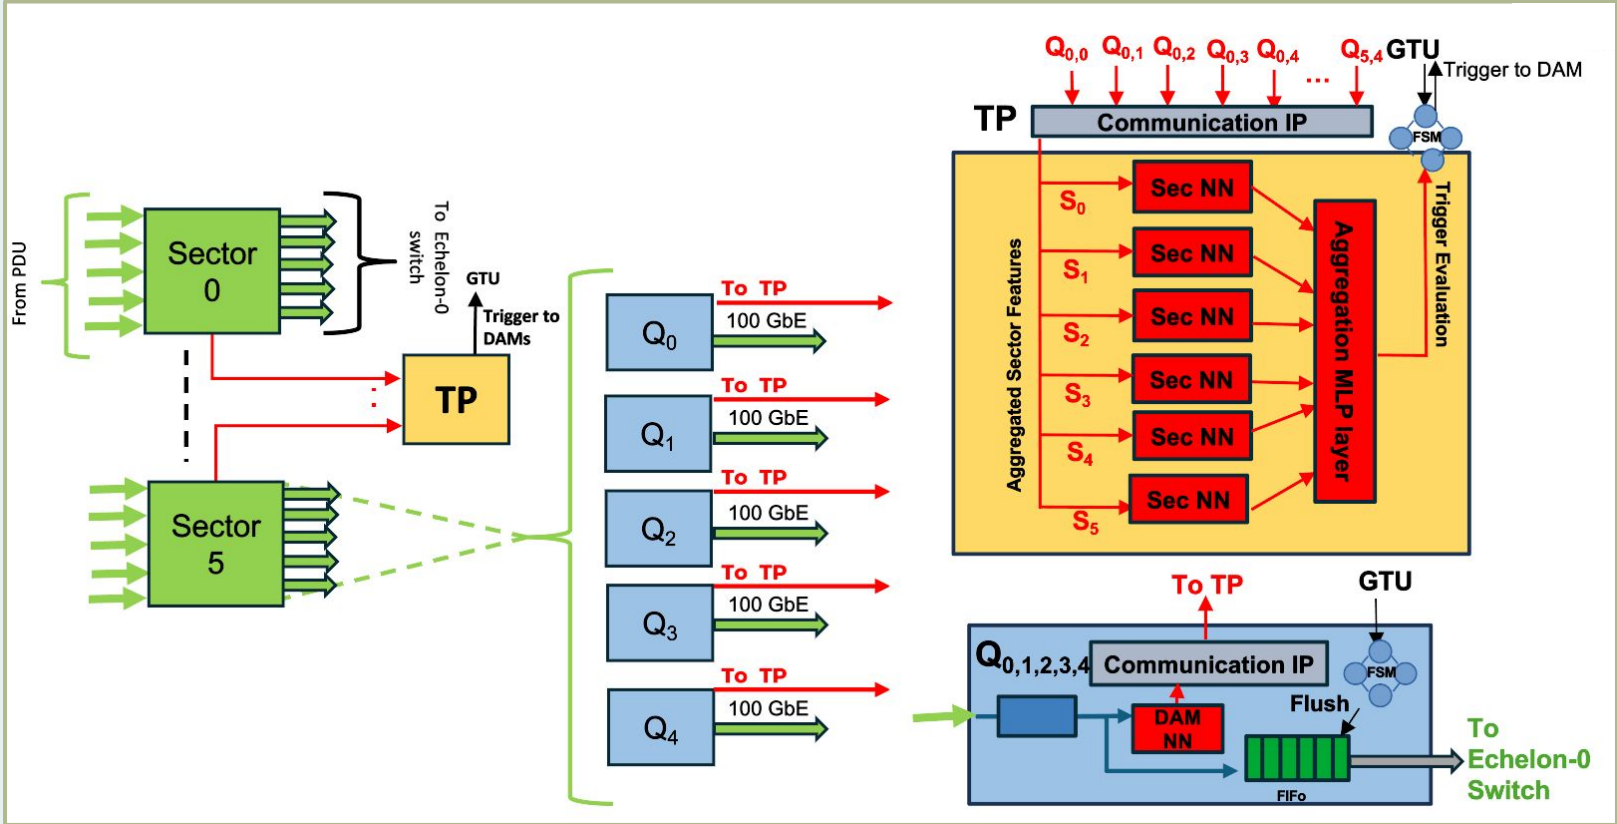 From PDU
Sector
0
To Echelon-0
switch
GTU
Trigger to
DAMs
TP
Sector
5
Q0
To TP
100 GbE
Q1
To TP
100 GbE
Q2
To TP
100 GbE
Q3
To TP
100 GbE
Q4
To TP
100 GbE
Q0,0 Q0,1 Q0,2 Q0,3 Q0,4 ... Q5,4 GTU
Trigger to DAM
TP
Communication IP
FSM
Aggregated Sector Features
S0
Sec NN
S1
Sec NN
S2
Sec NN
S3
Sec NN
S4
Sec NN
S5
Sec NN
Aggregation MLP layer
Trigger Evaluation
To TP
GTU
Q0,1,2,3,4
Communication IP
FSM
Flush
DAM
NN
FIFo
To
Echelon-0
Switch